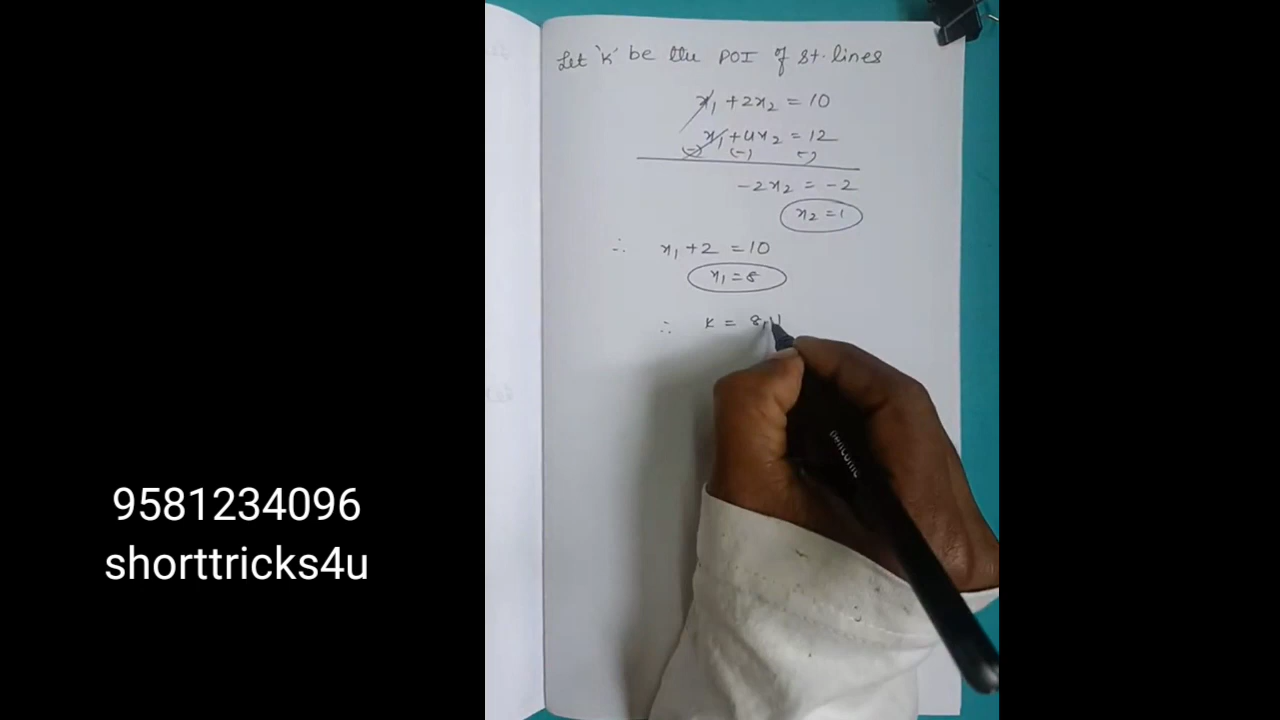 Let 'K' be the POI of st. lines
x₁ + 2x₂ = 10
x₁ + 4x₂ = 12
(-) (-) (-)
-2x₂ = -2
x₂ = 1
∴ x₁ + 2 = 10
x₁ = 8
∴ K = 8,1
pentonic
9581234096
shorttricks4u